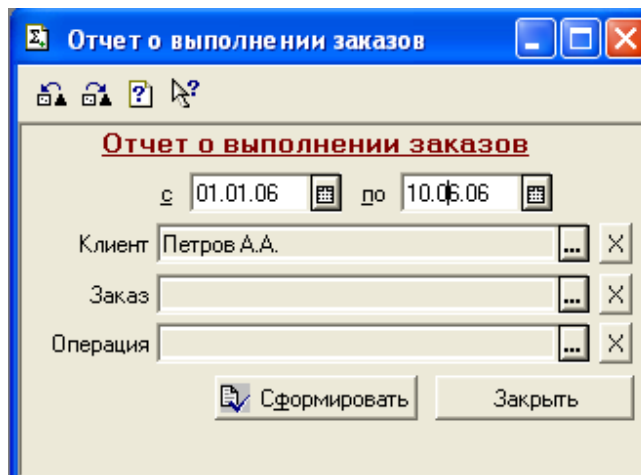 Отчет о выполнении заказов
Отчет о выполнении заказов
с 01.01.06 по 10.06.06
Клиент Петров А.А. ... X
Заказ ... X
Операция ... X
Сформировать Закрыть